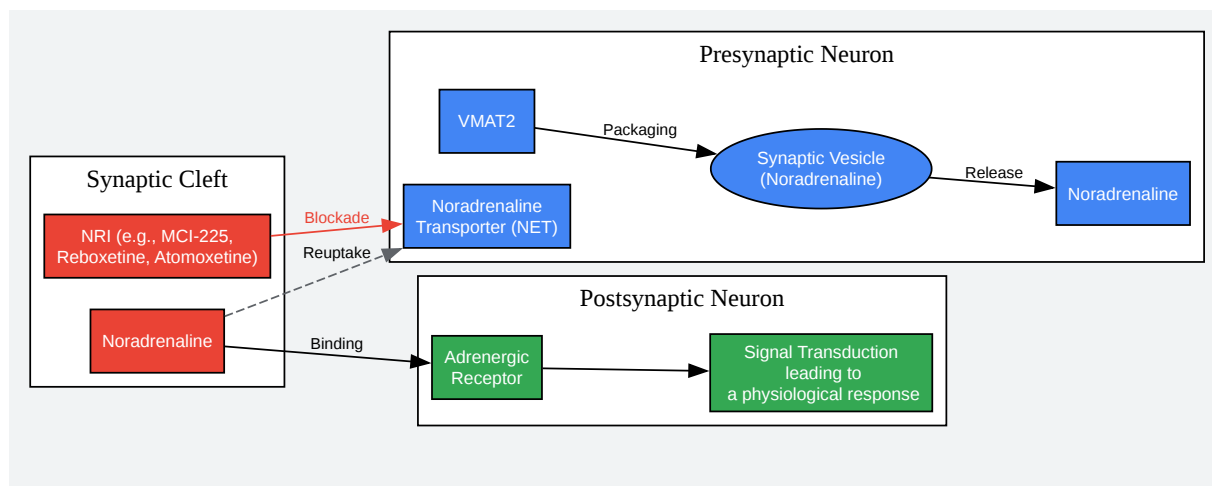 Presynaptic Neuron
VMAT2
Packaging
Synaptic Vesicle
(Noradrenaline)
Release
Noradrenaline
Synaptic Cleft
NRI (e.g., MCI-225,
Reboxetine, Atomoxetine)
Blockade
Noradrenaline
Transporter (NET)
Reuptake
Noradrenaline
Binding
Postsynaptic Neuron
Adrenergic
Receptor
Signal Transduction
leading to
a physiological response